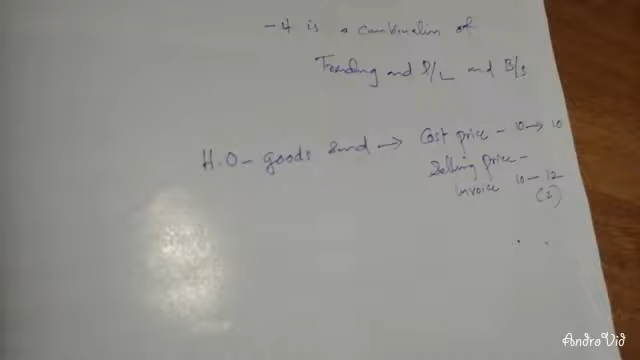 - It is a combination of
Trading and P/L and B/S
H.O - goods send → Cost price - 10 → 10
Selling price -
Invoice 10 - 12
(2)
AndroVid